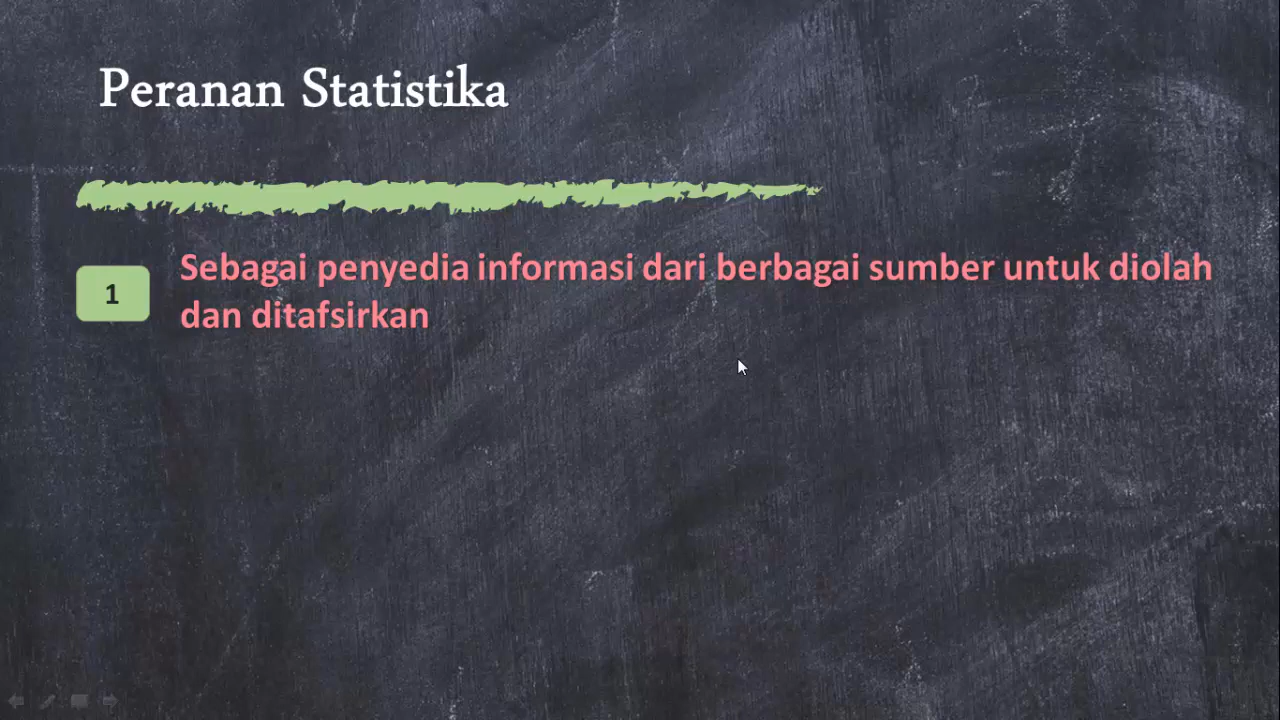 Peranan Statistika
1
Sebagai penyedia informasi dari berbagai sumber untuk diolah
dan ditafsirkan